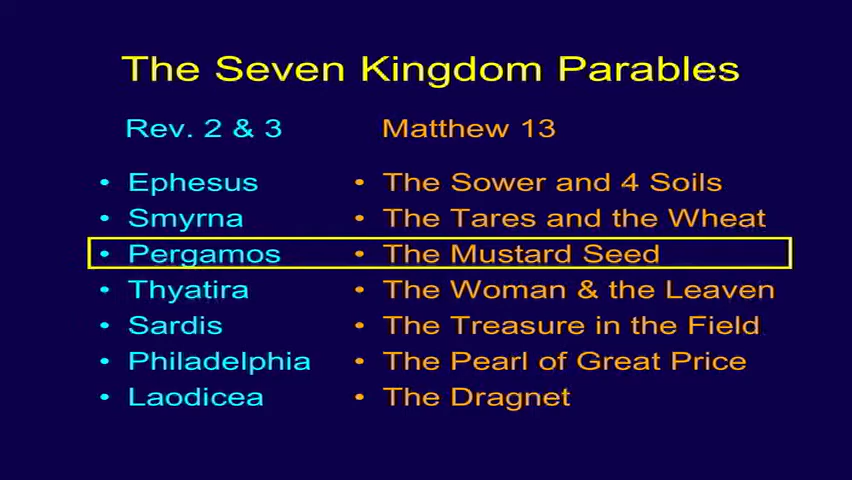 The Seven Kingdom Parables
Rev. 2 & 3 Matthew 13
• Ephesus • The Sower and 4 Soils
• Smyrna • The Tares and the Wheat
• Pergamos • The Mustard Seed
• Thyatira • The Woman & the Leaven
• Sardis • The Treasure in the Field
• Philadelphia • The Pearl of Great Price
• Laodicea • The Dragnet